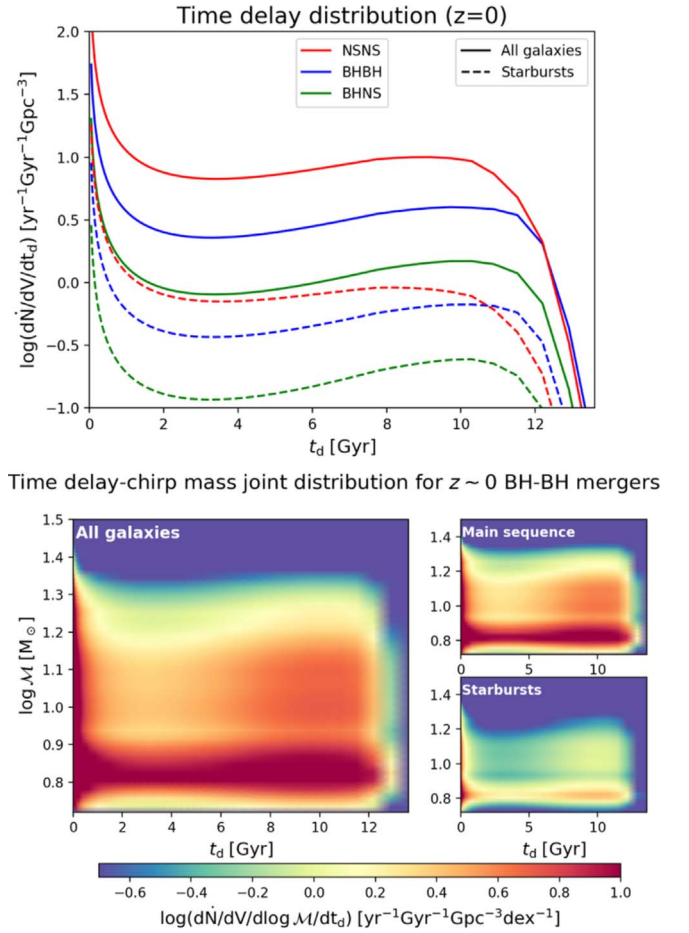 Time delay distribution (z=0)
log(dṄ/dV/dt_d) [yr⁻¹Gyr⁻¹Gpc⁻³]
2.0
1.5
1.0
0.5
0.0
−0.5
−1.0
NSNS
BHBH
BHNS
All galaxies
Starbursts
0 2 4 6 8 10 12
t_d [Gyr]
Time delay-chirp mass joint distribution for z ~ 0 BH-BH mergers
All galaxies
log ℳ [M_⊙]
1.5
1.4
1.3
1.2
1.1
1.0
0.9
0.8
0 2 4 6 8 10 12
t_d [Gyr]
Main sequence
1.4
1.2
1.0
0.8
0 5 10
Starbursts
1.4
1.2
1.0
0.8
0 5 10
t_d [Gyr]
−0.6 −0.4 −0.2 0.0 0.2 0.4 0.6 0.8 1.0
log(dṄ/dV/dlog ℳ/dt_d) [yr⁻¹Gyr⁻¹Gpc⁻³dex⁻¹]